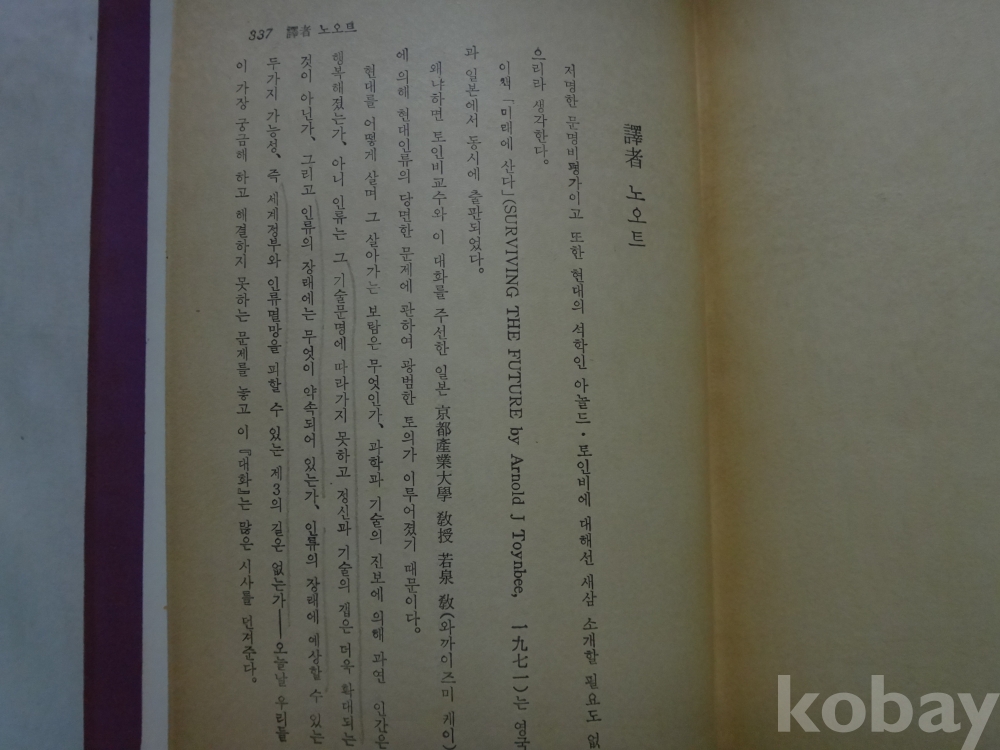 337 譯者 노오트
譯者 노오트
저명한 문명비평가이고 또한 현대의 석학인 아놀드·로인비에 대해선 새삼 소개할 필요도 없
으리라 생각한다.
이책 「미래에 산다」(SURVIVING THE FUTURE by Arnold J Toynbee, 一九七一)는 영국
과 일본에서 동시에 출판되었다.
왜냐하면 토인비교수와 이 대화를 주선한 일본 京都產業大學 敎授 若泉 敬(와까이즈미 케이)
에 의해 현대인류의 당면한 문제에 관하여 광범한 토의가 이루어졌기 때문이다.
현대를 어떻게 살며 그 살아가는 보람은 무엇인가、과학과 기술의 진보에 의해 과연 인간은
행복해졌는가、아니 인류는 그 기술문명에 따라가지 못하고 정신과 기술의 갭은 더욱 확대되는
것이 아닌가、그리고 인류의 장래에는 무엇이 약속되어 있는가、인류의 장래에 예상할 수 있는
두가지 가능성、즉 세계정부와 인류멸망을 피할 수 있는 제3의 길은 없는가──오늘날 우리들
이 가장 궁금해 하고 해결하지 못하는 문제를 놓고 이 『대화』는 많은 시사를 던져준다。
kobay